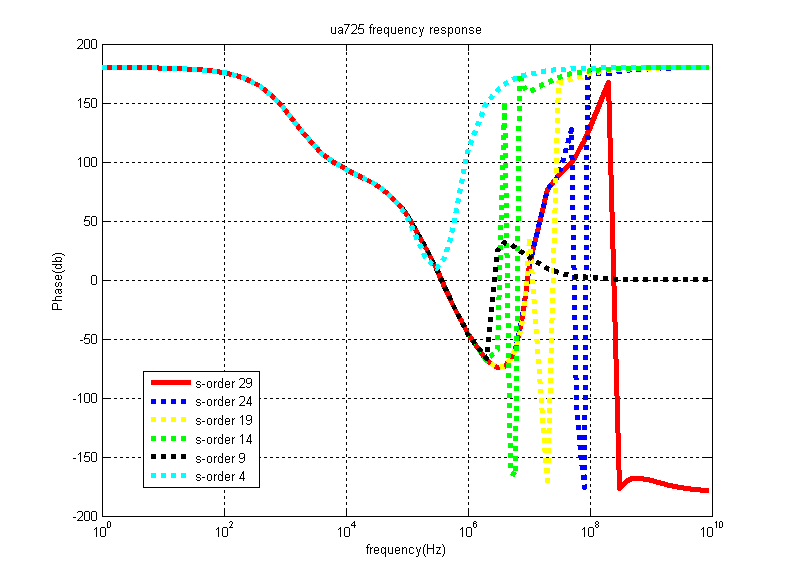 ua725 frequency response
200
150
100
50
0
-50
-100
-150
-200
Phase(db)
s-order 29
s-order 24
s-order 19
s-order 14
s-order 9
s-order 4
10^0
10^2
10^4
10^6
10^8
10^10
frequency(Hz)